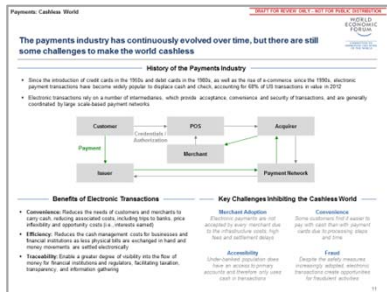 Payments: Cashless World
DRAFT FOR REVIEW ONLY - NOT FOR PUBLIC DISTRIBUTION
WORLD
ECONOMIC
FORUM
The payments industry has continuously evolved over time, but there are still
some challenges to make the world cashless
History of the Payments Industry
Since the introduction of credit cards in the 1950s and debit cards in the 1980s, as well as the rise of e-commerce since the 1990s, electronic
payment transactions have become widely popular to displace cash and check, accounting for 68% of US transactions in value in 2012
Electronic transactions rely on a number of intermediaries, which provide acceptance, convenience and security of transactions, and are generally
coordinated by large scale-based payment networks
Customer
POS
Acquirer
Credentials /
Authorization
Payment
Merchant
Issuer
Payment Network
Benefits of Electronic Transactions
Convenience: Reduces the needs of customers and merchants to
carry cash, reducing associated costs, including trips to banks, price
inflexibility and opportunity costs (i.e., interest earned)
Efficiency: Reduces the cash management costs for businesses and
financial institutions as less physical bills are exchanged in hand and
money movements are settled electronically
Traceability: Enable a greater degree of visibility into the flow of
money for financial institutions and regulators, facilitating taxation,
transparency, and information gathering
Key Challenges Inhibiting the Cashless World
Merchant Adoption
Electronic payments are not
accepted by every merchant due
to the infrastructure costs, high
fees and settlement delays
Convenience
Some customers find it easier to
pay with cash than with payment
cards due to processing steps
and time
Accessibility
Under-banked population does
not have access to primary
accounts and therefore only uses
cash in transactions
Fraud
Despite the safety measures
increasingly adopted, electronic
transactions create opportunities
for fraudulent activities